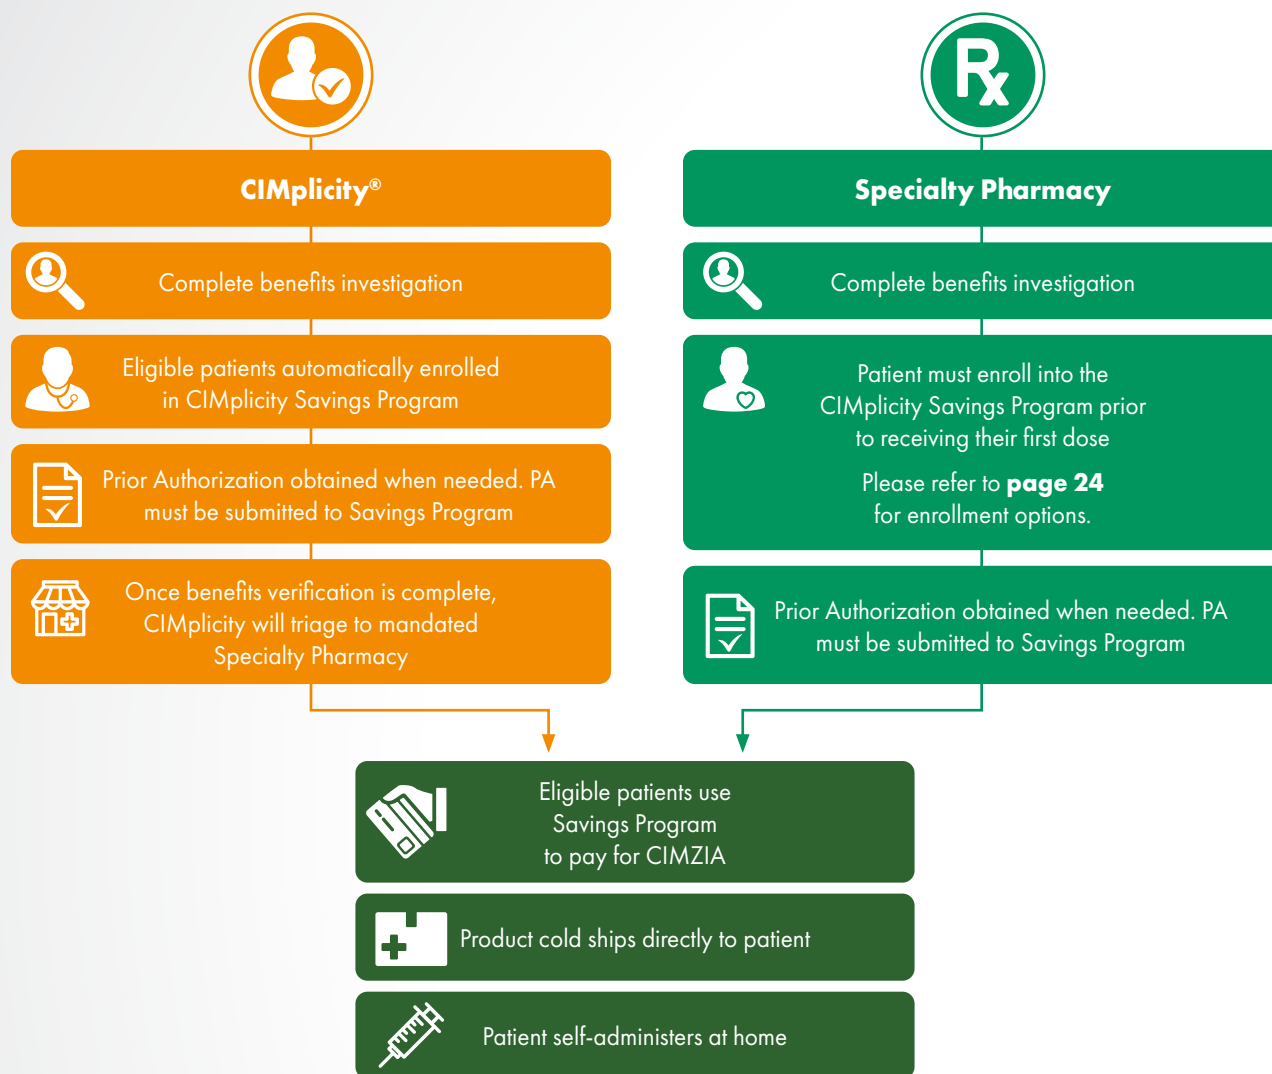 Rx
CIMplicity®
Complete benefits investigation
Eligible patients automatically enrolled
in CIMplicity Savings Program
Prior Authorization obtained when needed. PA
must be submitted to Savings Program
Once benefits verification is complete,
CIMplicity will triage to mandated
Specialty Pharmacy
Specialty Pharmacy
Complete benefits investigation
Patient must enroll into the
CIMplicity Savings Program prior
to receiving their first dose
Please refer to page 24
for enrollment options.
Prior Authorization obtained when needed. PA
must be submitted to Savings Program
Eligible patients use
Savings Program
to pay for CIMZIA
Product cold ships directly to patient
Patient self-administers at home